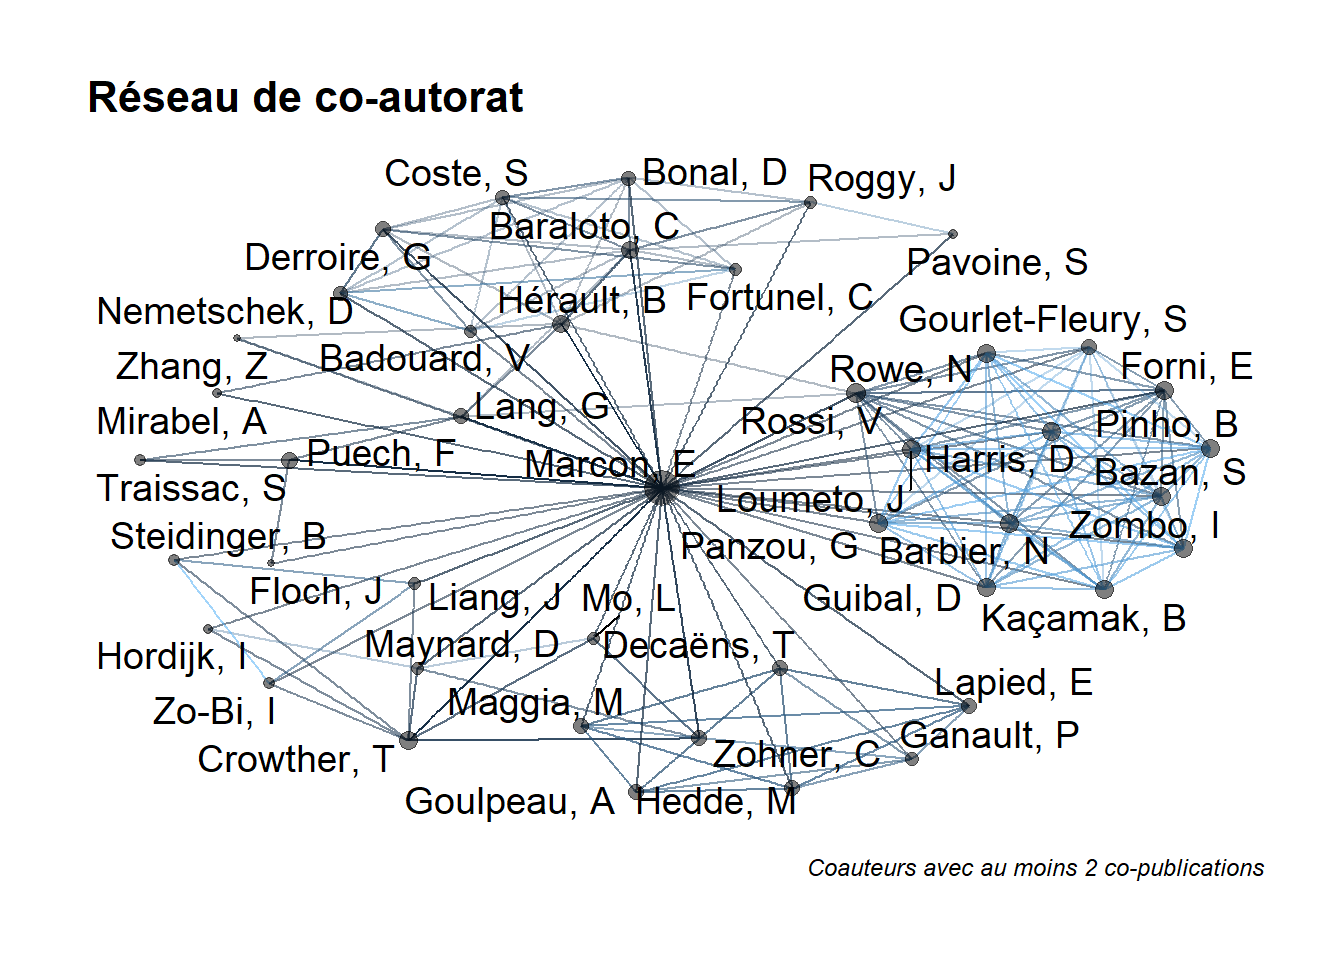 Réseau de co-autorat
Coste, S
Bonal, D
Roggy, J
Baraloto, C
Derroire, G
Pavoine, S
Hérault, B
Fortunel, C
Nemetschek, D
Gourlet-Fleury, S
Badouard, V
Zhang, Z
Rowe, N
Forni, E
Lang, G
Mirabel, A
Rossi, V
Pinho, B
Puech, F
Marcon, E
Harris, D
Bazan, S
Traissac, S
Loumeto, J
Steidinger, B
Zombo, I
Panzou, G
Barbier, N
Floch, J
Liang, J
Mo, L
Guibal, D
Kaçamak, B
Maynard, D
Decaëns, T
Hordijk, I
Lapied, E
Maggia, M
Zo-Bi, I
Ganault, P
Crowther, T
Zohner, C
Goulpeau, A
Hedde, M
Coauteurs avec au moins 2 co-publications